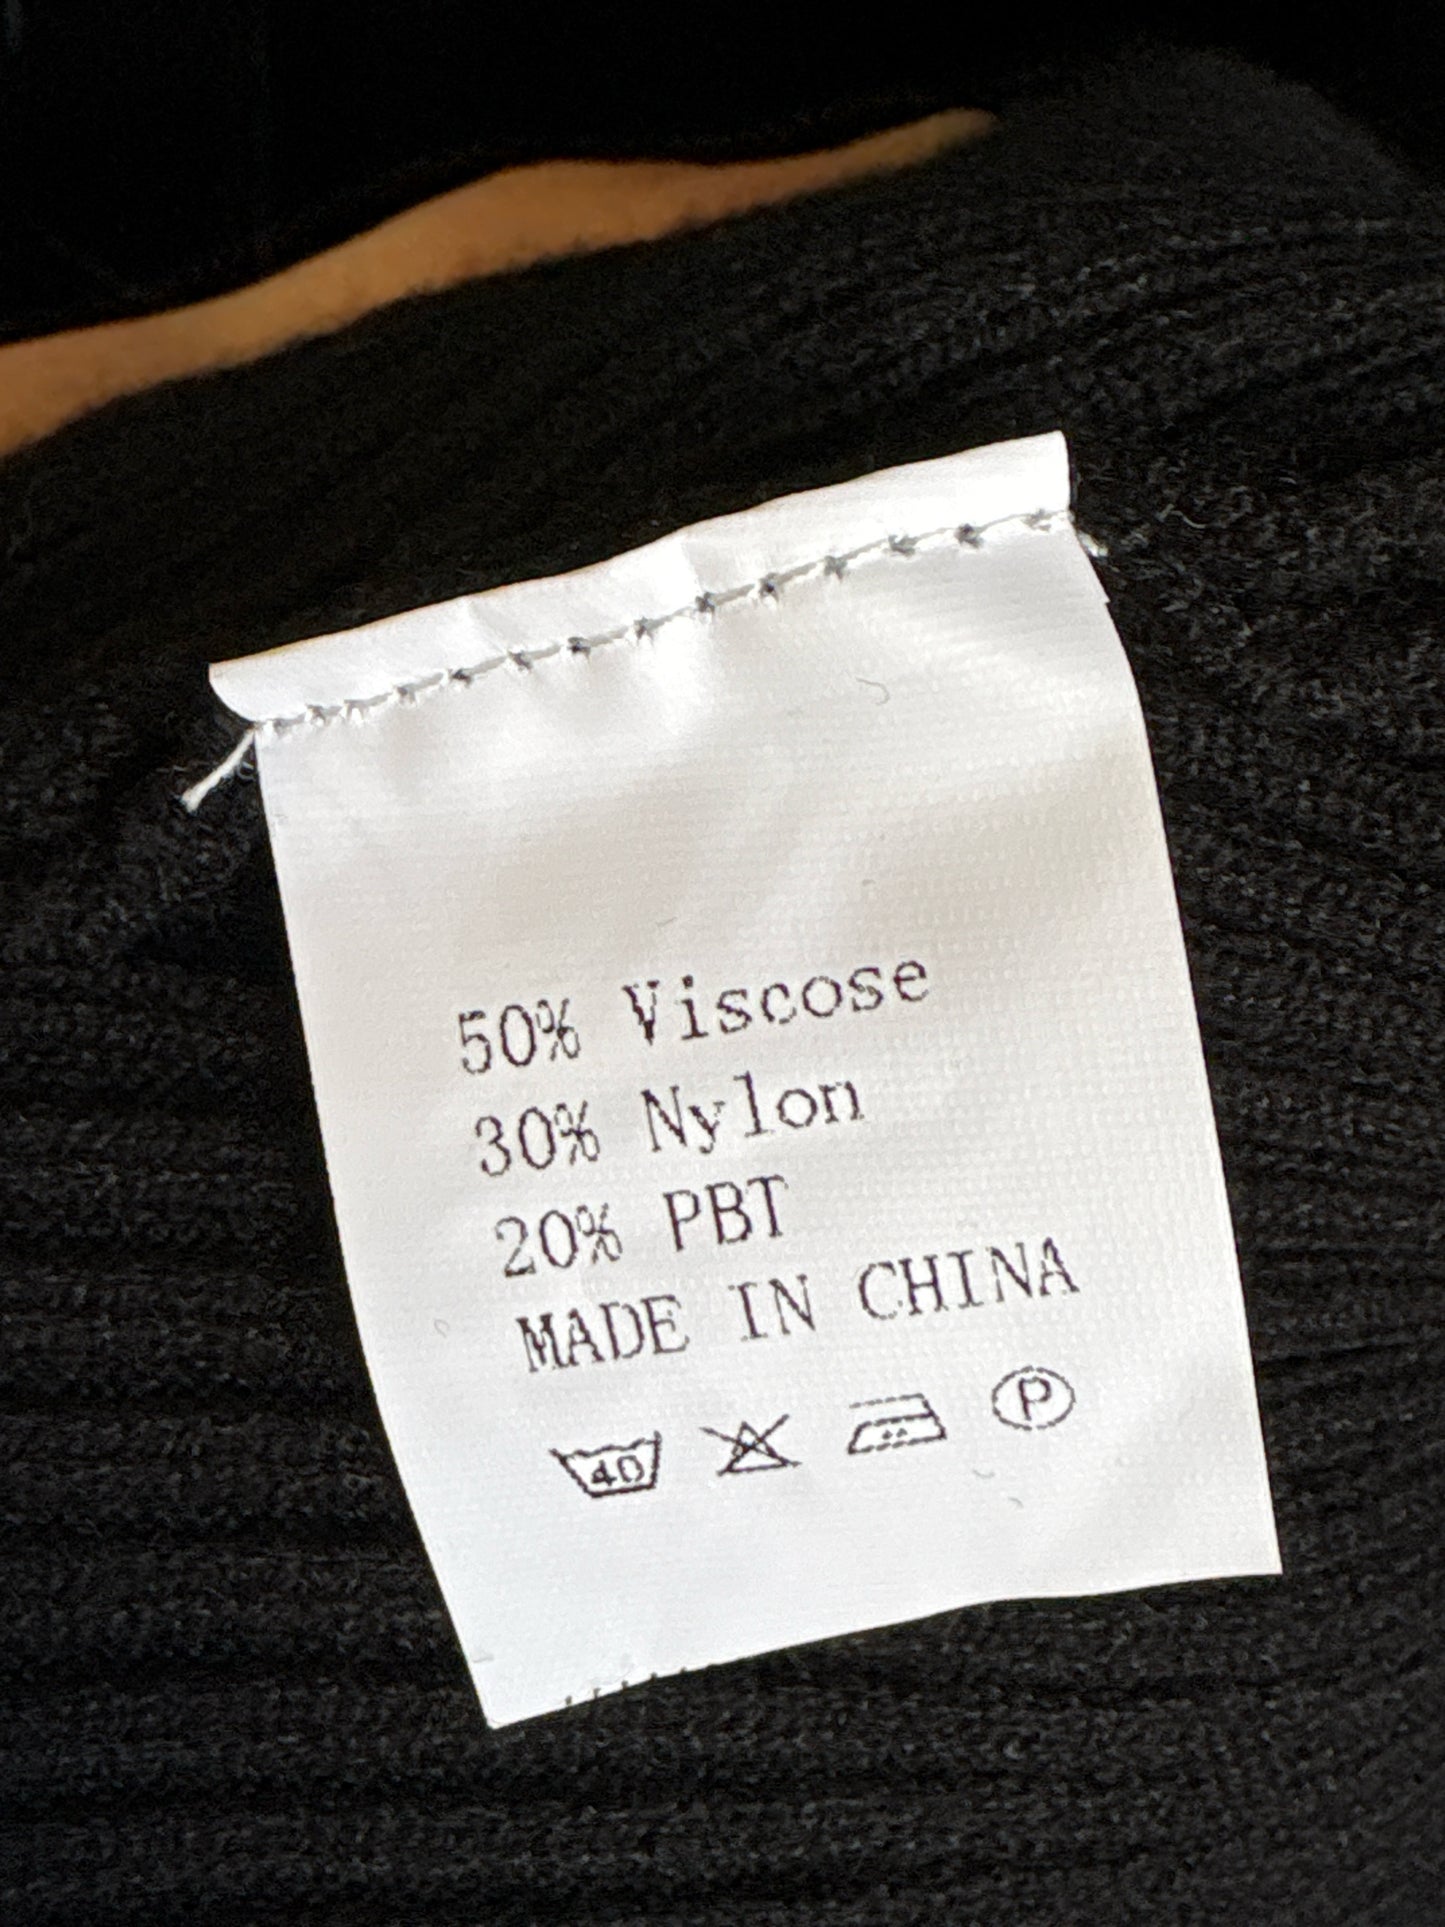 50% Viscose
30% Nylon
20% PBT
MADE IN CHINA
40 P